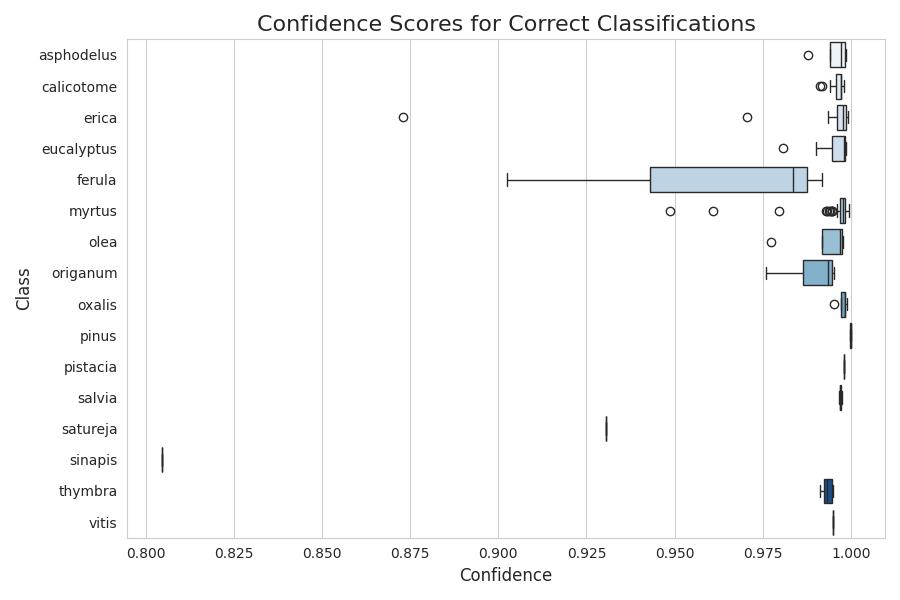 Confidence Scores for Correct Classifications
asphodelus
calicotome
erica
eucalyptus
ferula
myrtus
olea
origanum
oxalis
pinus
pistacia
salvia
satureja
sinapis
thymbra
vitis
Class
0.800 0.825 0.850 0.875 0.900 0.925 0.950 0.975 1.000
Confidence